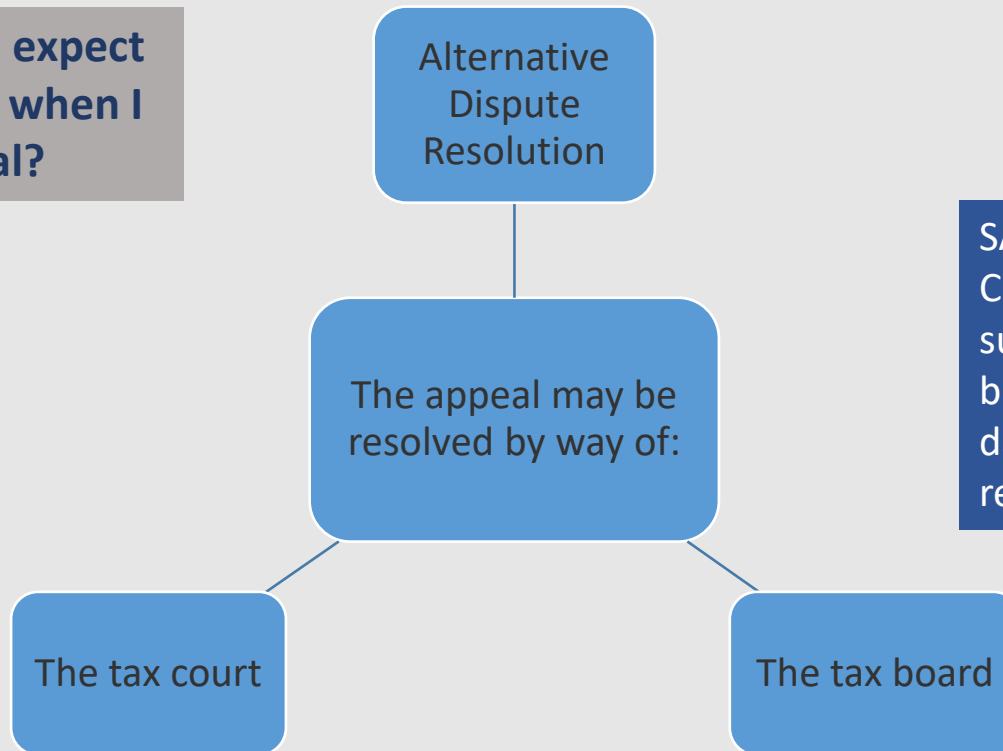 expect
when I
al?
Alternative
Dispute
Resolution
The appeal may be
resolved by way of:
The tax court
The tax board